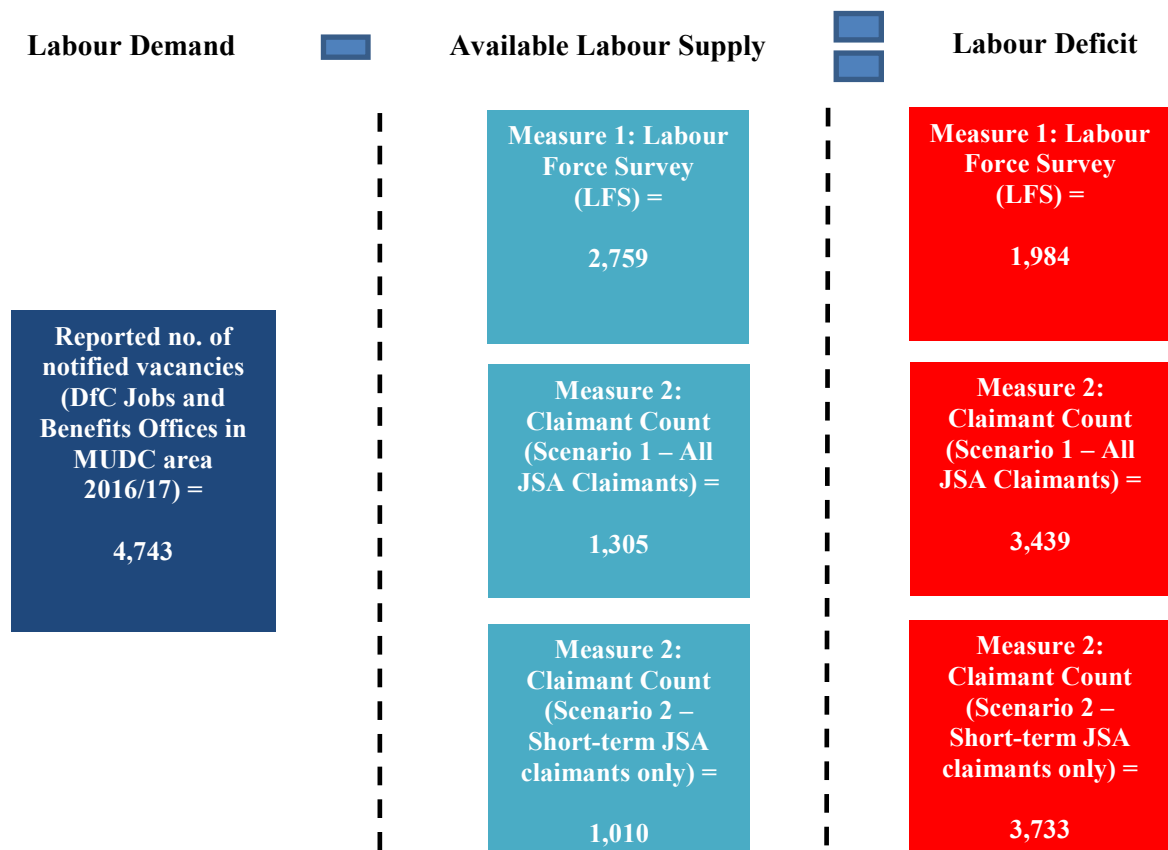 Labour Demand
Available Labour Supply
Labour Deficit
Reported no. of
notified vacancies
(DfC Jobs and
Benefits Offices in
MUDC area
2016/17) =
4,743
Measure 1: Labour
Force Survey
(LFS) =
2,759
Measure 2:
Claimant Count
(Scenario 1 – All
JSA Claimants) =
1,305
Measure 2:
Claimant Count
(Scenario 2 –
Short-term JSA
claimants only) =
1,010
Measure 1: Labour
Force Survey
(LFS) =
1,984
Measure 2:
Claimant Count
(Scenario 1 – All
JSA Claimants) =
3,439
Measure 2:
Claimant Count
(Scenario 2 –
Short-term JSA
claimants only) =
3,733